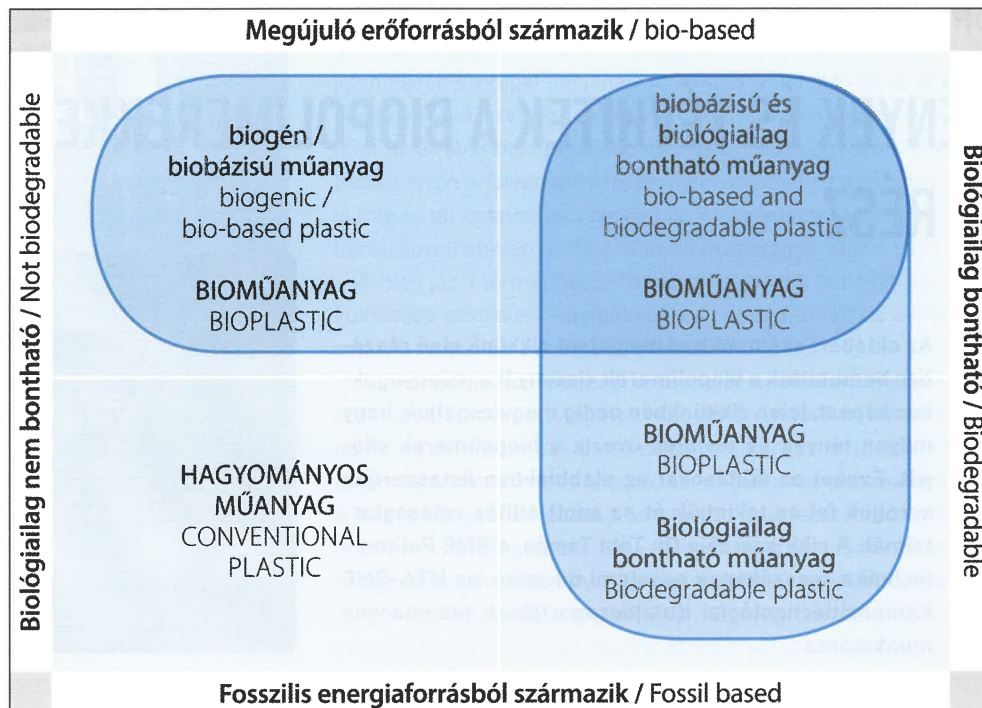 Megújuló erőforrásból származik / bio-based
Biológiailag nem bontható / Not biodegradable
biogén /
biobázisú műanyag
biogenic /
bio-based plastic
BIOMŰANYAG
BIOPLASTIC
biobázisú és
biológiailag
bontható műanyag
bio-based and
biodegradable plastic
BIOMŰANYAG
BIOPLASTIC
HAGYOMÁNYOS
MŰANYAG
CONVENTIONAL
PLASTIC
BIOMŰANYAG
BIOPLASTIC
Biológiailag
bontható műanyag
Biodegradable plastic
Biológiailag bontható / Biodegradable
Fosszilis energiaforrásból származik / Fossil based